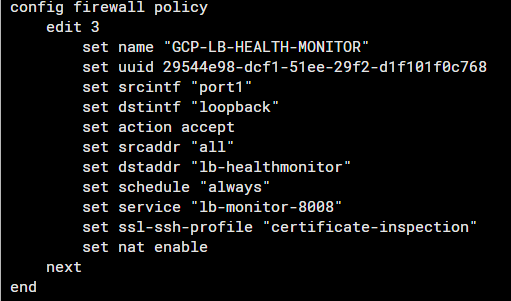 config firewall policy
    edit 3
        set name "GCP-LB-HEALTH-MONITOR"
        set uuid 29544e98-dcf1-51ee-29f2-d1f101f0c768
        set srcintf "port1"
        set dstintf "loopback"
        set action accept
        set srcaddr "all"
        set dstaddr "lb-healthmonitor"
        set schedule "always"
        set service "lb-monitor-8008"
        set ssl-ssh-profile "certificate-inspection"
        set nat enable
    next
end